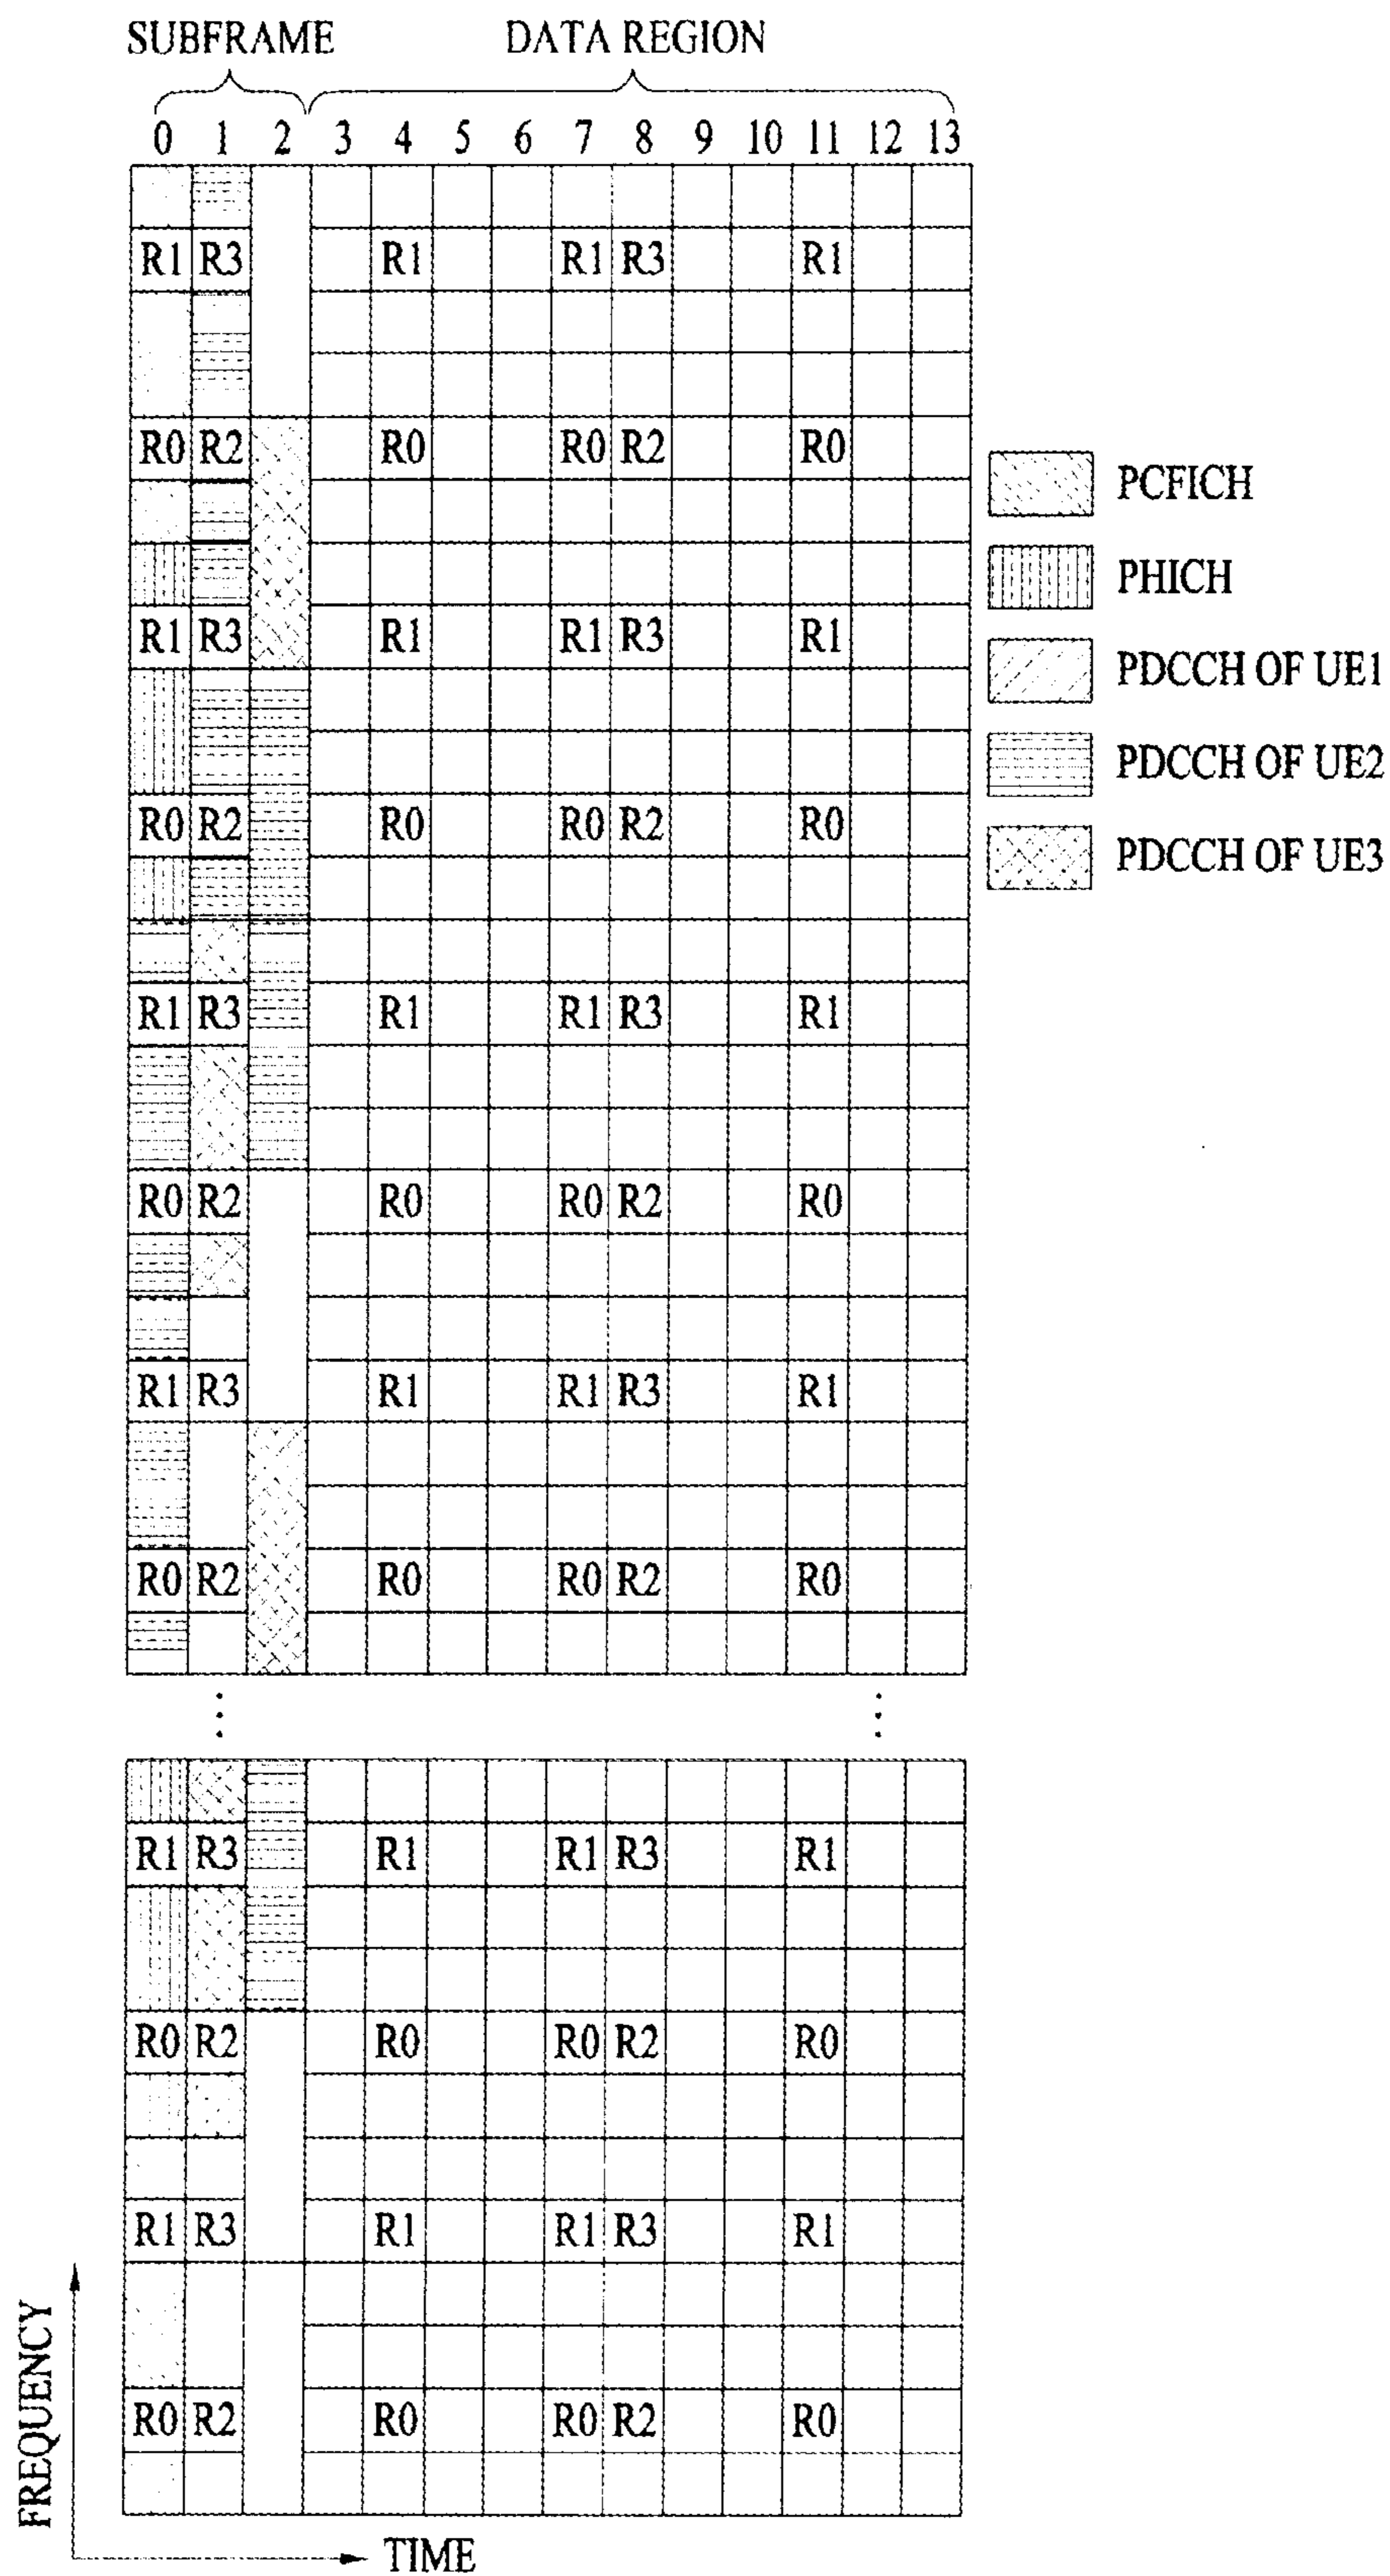 SUBFRAME DATA REGION
0 1 2 3 4 5 6 7 8 9 10 11 12 13
R1 R3 R1 R1 R3 R1
R0 R2 R0 R0 R2 R0
PCFICH
PHICH
R1 R3 R1 R1 R3 R1
PDCCH OF UE1
PDCCH OF UE2
R0 R2 R0 R0 R2 R0
PDCCH OF UE3
R1 R3 R1 R1 R3 R1
R0 R2 R0 R0 R2 R0
R1 R3 R1 R1 R3 R1
R0 R2 R0 R0 R2 R0
R1 R3 R1 R1 R3 R1
R0 R2 R0 R0 R2 R0
R1 R3 R1 R1 R3 R1
R0 R2 R0 R0 R2 R0
FREQUENCY
TIME